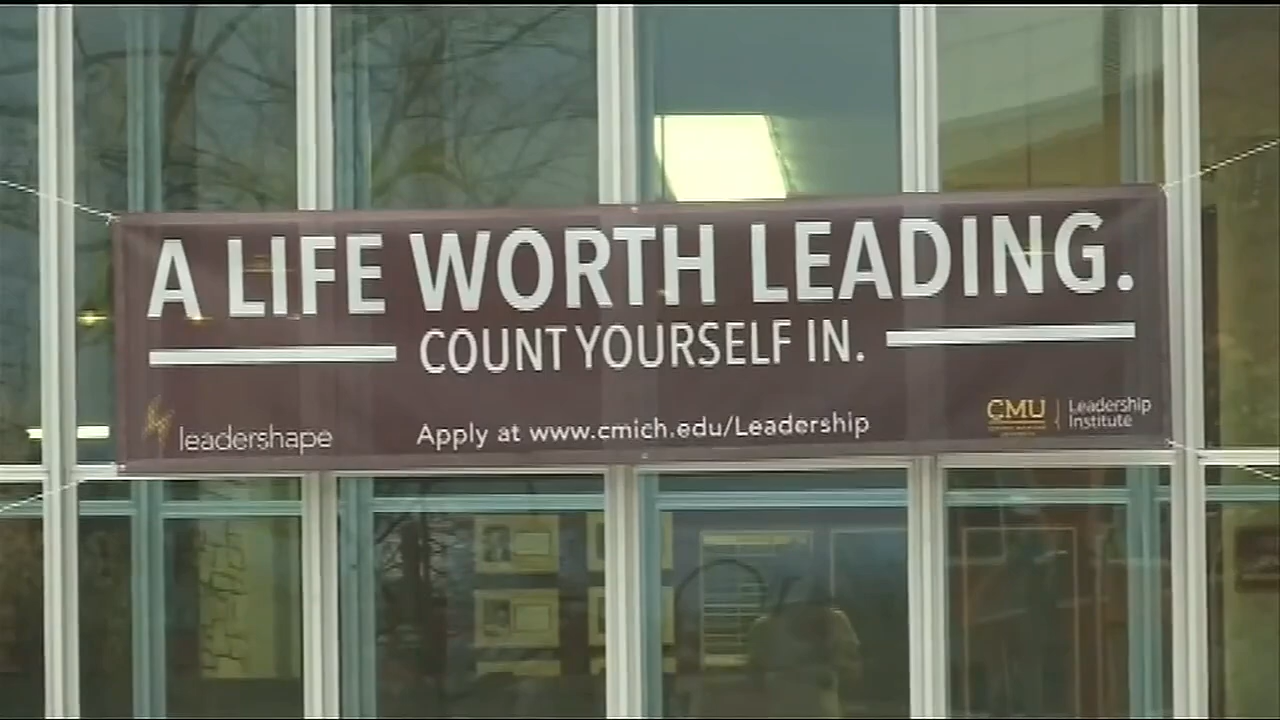 A LIFE WORTH LEADING.
COUNT YOURSELF IN.
leadershape
Apply at www.cmich.edu/Leadership
CMU
Leadership
Institute